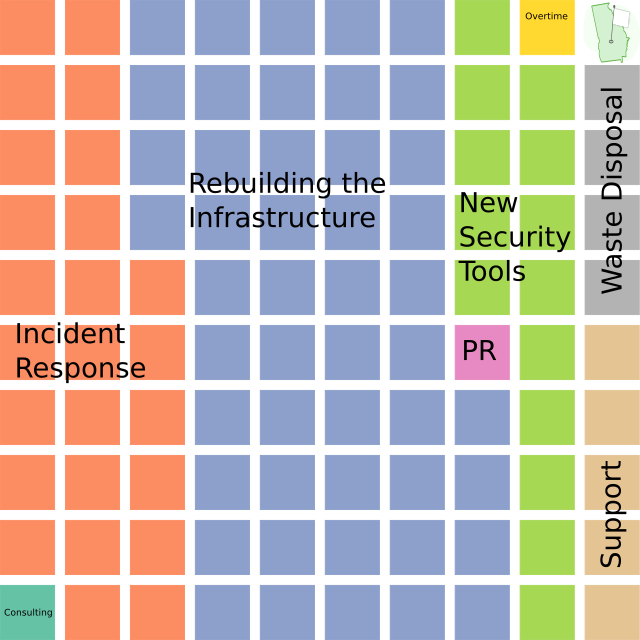 Overtime
Waste Disposal
Rebuilding the
Infrastructure
New
Security
Tools
Incident
Response
PR
Support
Consulting